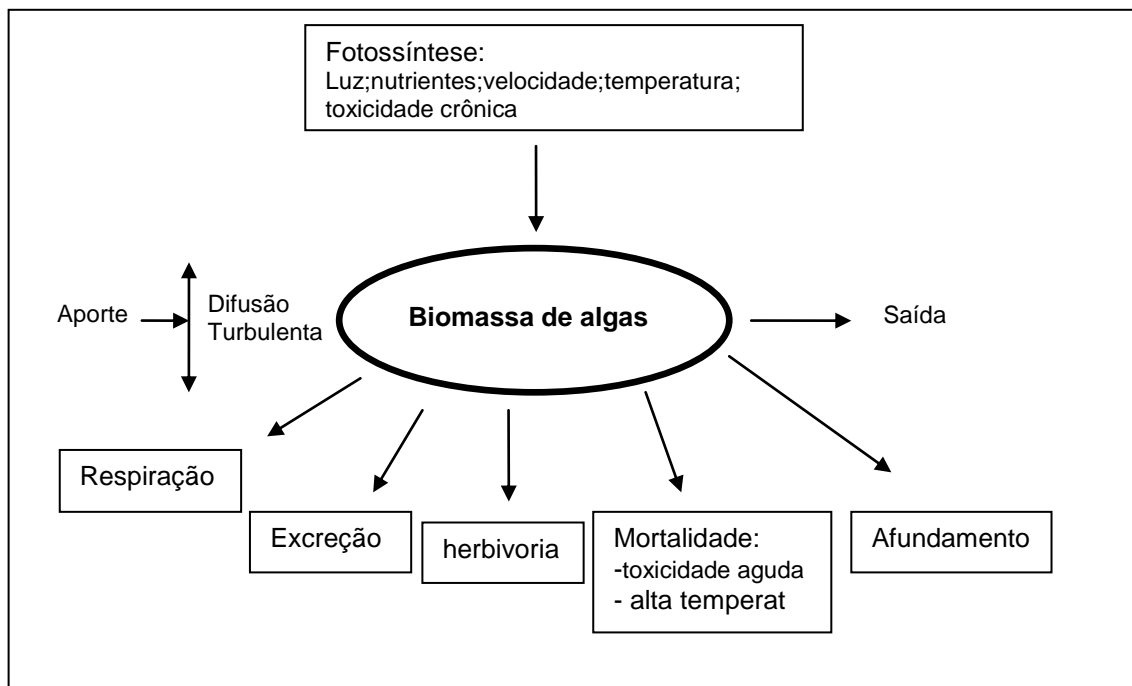 Fotossíntese:
Luz;nutrientes;velocidade;temperatura;
toxicidade crônica
Aporte
Difusão
Turbulenta
Biomassa de algas
Saída
Respiração
Excreção
herbivoria
Mortalidade:
-toxicidade aguda
- alta temperat
Afundamento